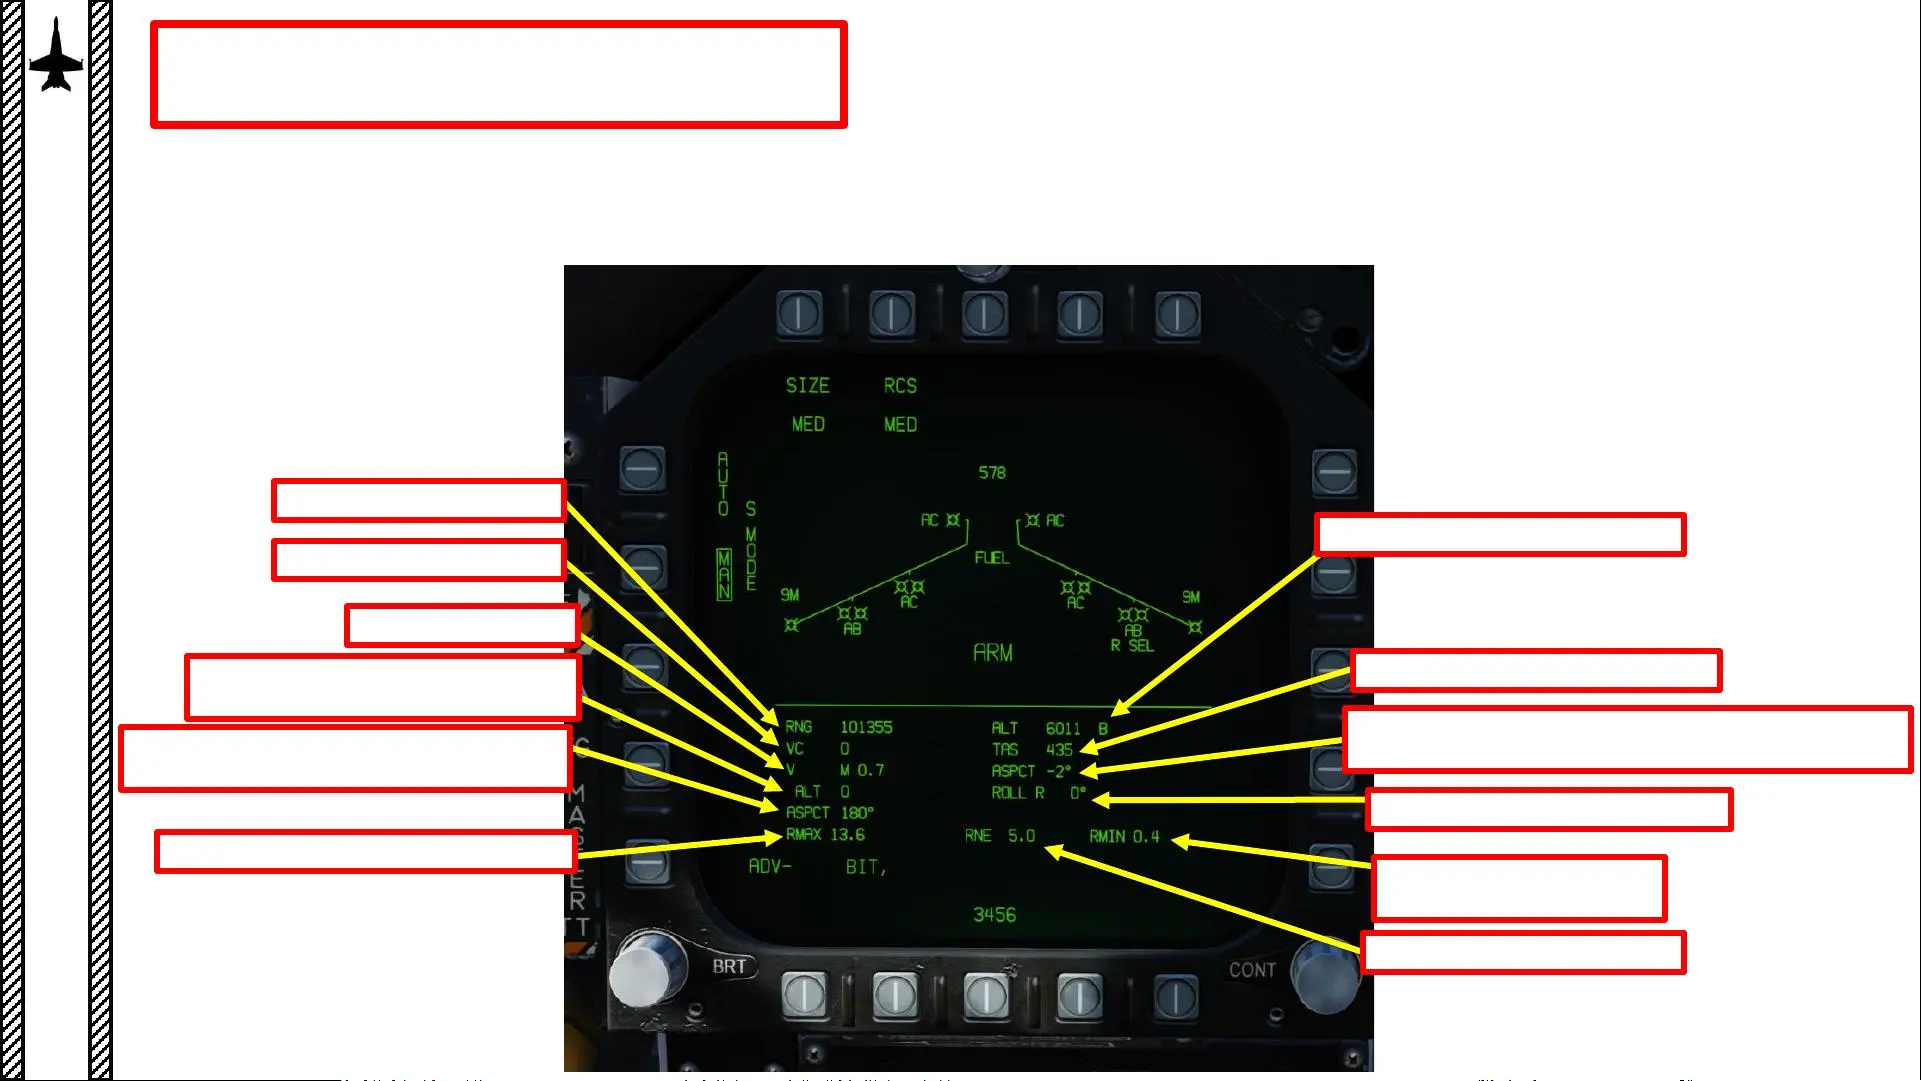 SIZE RCS
MED MED
AUTO
S MODE
MAN
578
AC AC
FUEL
9M 9M
AC AC
AB AB
R SEL
ARM
RNG 101355 ALT 6011 B
VC 0 TAS 435
V M 0.7 ASPCT -2°
ALT 0 ROLL R 0°
ASPCT 180°
RMAX 13.6 RNE 5.0 RMIN 0.4
ADV- BIT,
3456
BRT CONT